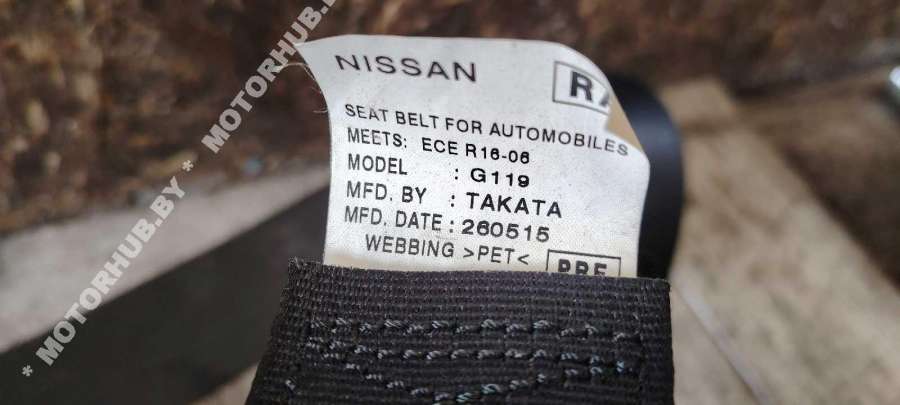 NISSAN
SEAT BELT FOR AUTOMOBILES
MEETS: ECE R16-06
MODEL : G119
MFD. BY : TAKATA
MFD. DATE : 260515
WEBBING >PET<
* MOTORHUB.BY * MOTORHUB.BY *